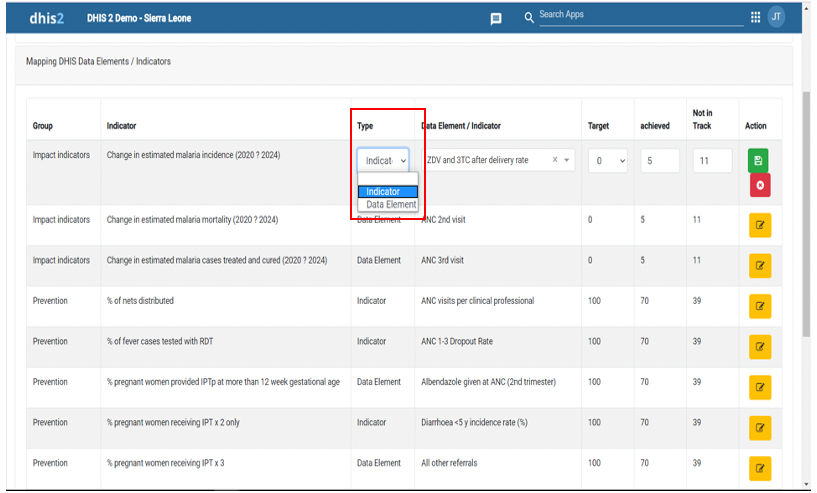 dhis2 DHIS 2 Demo - Sierra Leone Search Apps JT
Mapping DHIS Data Elements / Indicators
Group Indicator Type Data Element / Indicator Target achieved Not in Track Action
Impact indicators Change in estimated malaria incidence (2020 ? 2024) Indicat ZDV and 3TC after delivery rate x 0 5 11
Indicator
Data Element
Impact indicators Change in estimated malaria mortality (2020 ? 2024) Data Element ANC 2nd visit 0 5 11
Impact indicators Change in estimated malaria cases treated and cured (2020 ? 2024) Data Element ANC 3rd visit 0 5 11
Prevention % of nets distributed Indicator ANC visits per clinical professional 100 70 39
Prevention % of fever cases tested with RDT Indicator ANC 1-3 Dropout Rate 100 70 39
Prevention % pregnant women provided IPTp at more than 12 week gestational age Data Element Albendazole given at ANC (2nd trimester) 100 70 39
Prevention % pregnant women receiving IPT x 2 only Indicator Diarrhoea <5 y incidence rate (%) 100 70 39
Prevention % pregnant women receiving IPT x 3 Data Element All other referrals 100 70 39